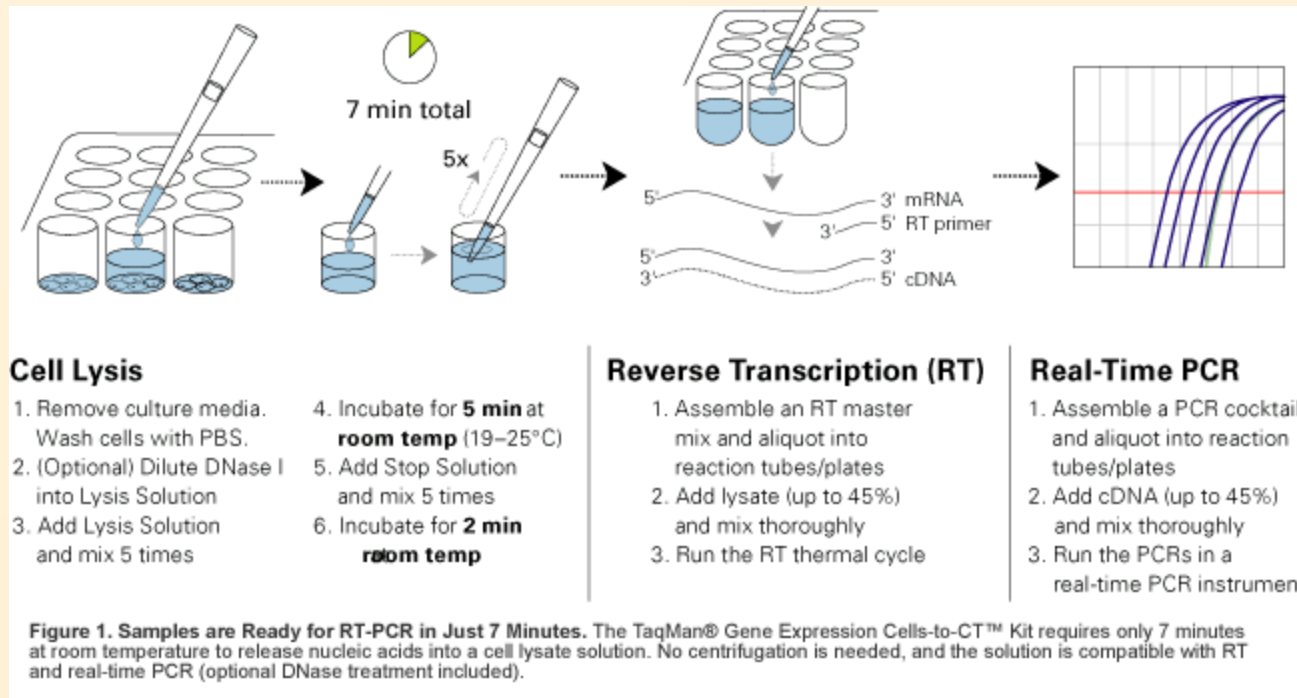 7 min total
5x
5'
3' mRNA
3'
5' RT primer
5'
3'
3'
5' cDNA
Cell Lysis
1. Remove culture media.
Wash cells with PBS.
2. (Optional) Dilute DNase I
into Lysis Solution
3. Add Lysis Solution
and mix 5 times
4. Incubate for 5 min at
room temp (19–25°C)
5. Add Stop Solution
and mix 5 times
6. Incubate for 2 min
room temp
Reverse Transcription (RT)
1. Assemble an RT master
mix and aliquot into
reaction tubes/plates
2. Add lysate (up to 45%)
and mix thoroughly
3. Run the RT thermal cycle
Real-Time PCR
1. Assemble a PCR cocktail
and aliquot into reaction
tubes/plates
2. Add cDNA (up to 45%)
and mix thoroughly
3. Run the PCRs in a
real-time PCR instrumen
Figure 1. Samples are Ready for RT-PCR in Just 7 Minutes. The TaqMan® Gene Expression Cells-to-CT™ Kit requires only 7 minutes
at room temperature to release nucleic acids into a cell lysate solution. No centrifugation is needed, and the solution is compatible with RT
and real-time PCR (optional DNase treatment included).